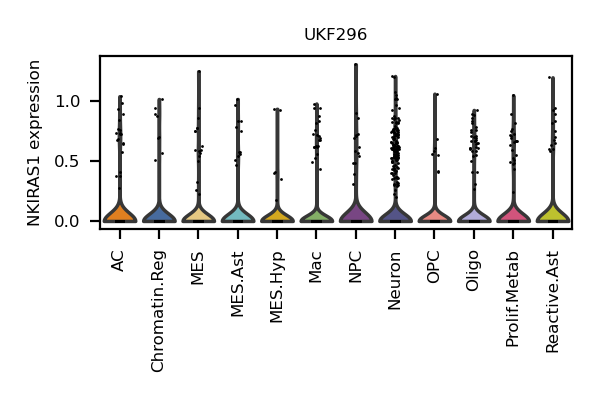 UKF296
NKIRAS1 expression
1.0
0.5
0.0
AC
Chromatin.Reg
MES
MES.Ast
MES.Hyp
Mac
NPC
Neuron
OPC
Oligo
Prolif.Metab
Reactive.Ast